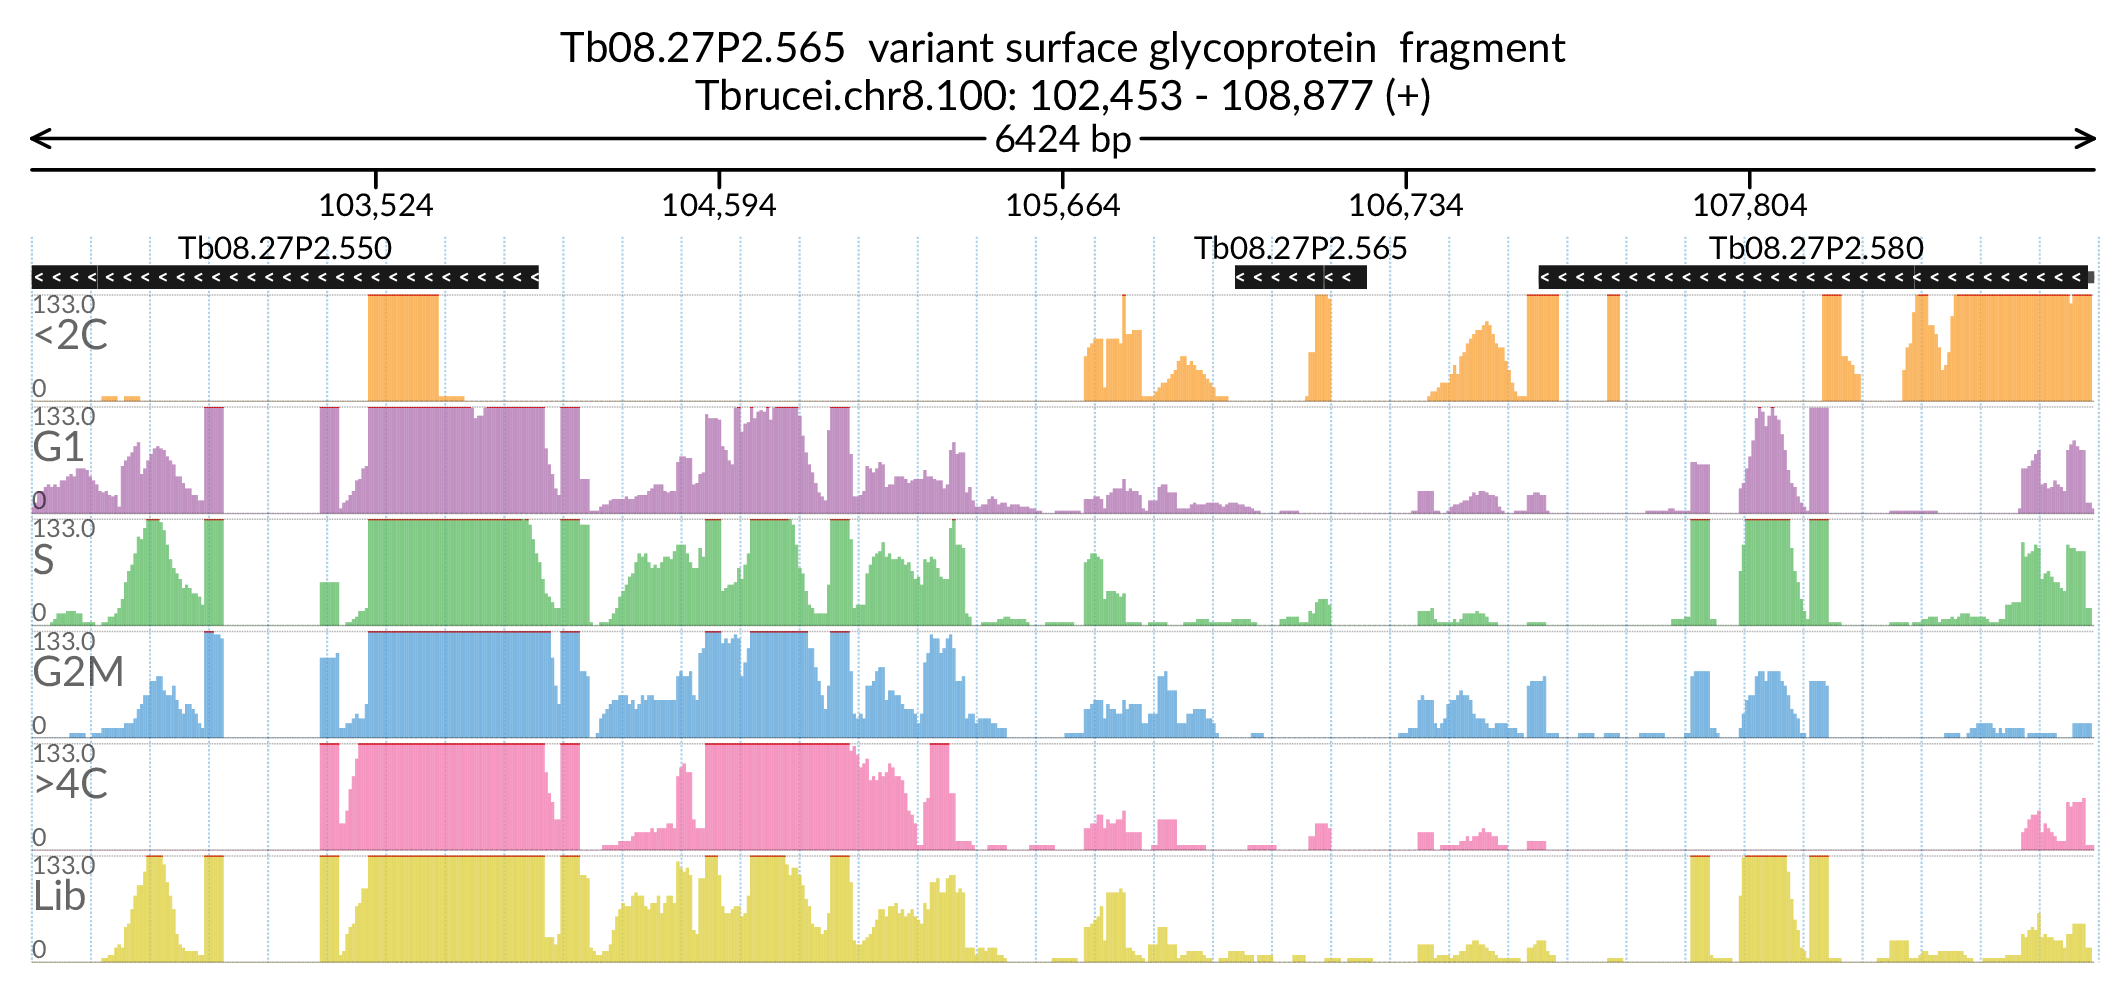 Tb08.27P2.565 variant surface glycoprotein fragment
Tbrucei.chr8.100: 102,453 - 108,877 (+)
6424 bp
103,524 104,594 105,664 106,734 107,804
Tb08.27P2.550 Tb08.27P2.565 Tb08.27P2.580
133.0
<2C
0
133.0
G1
0
133.0
S
0
133.0
G2M
0
133.0
>4C
0
133.0
Lib
0